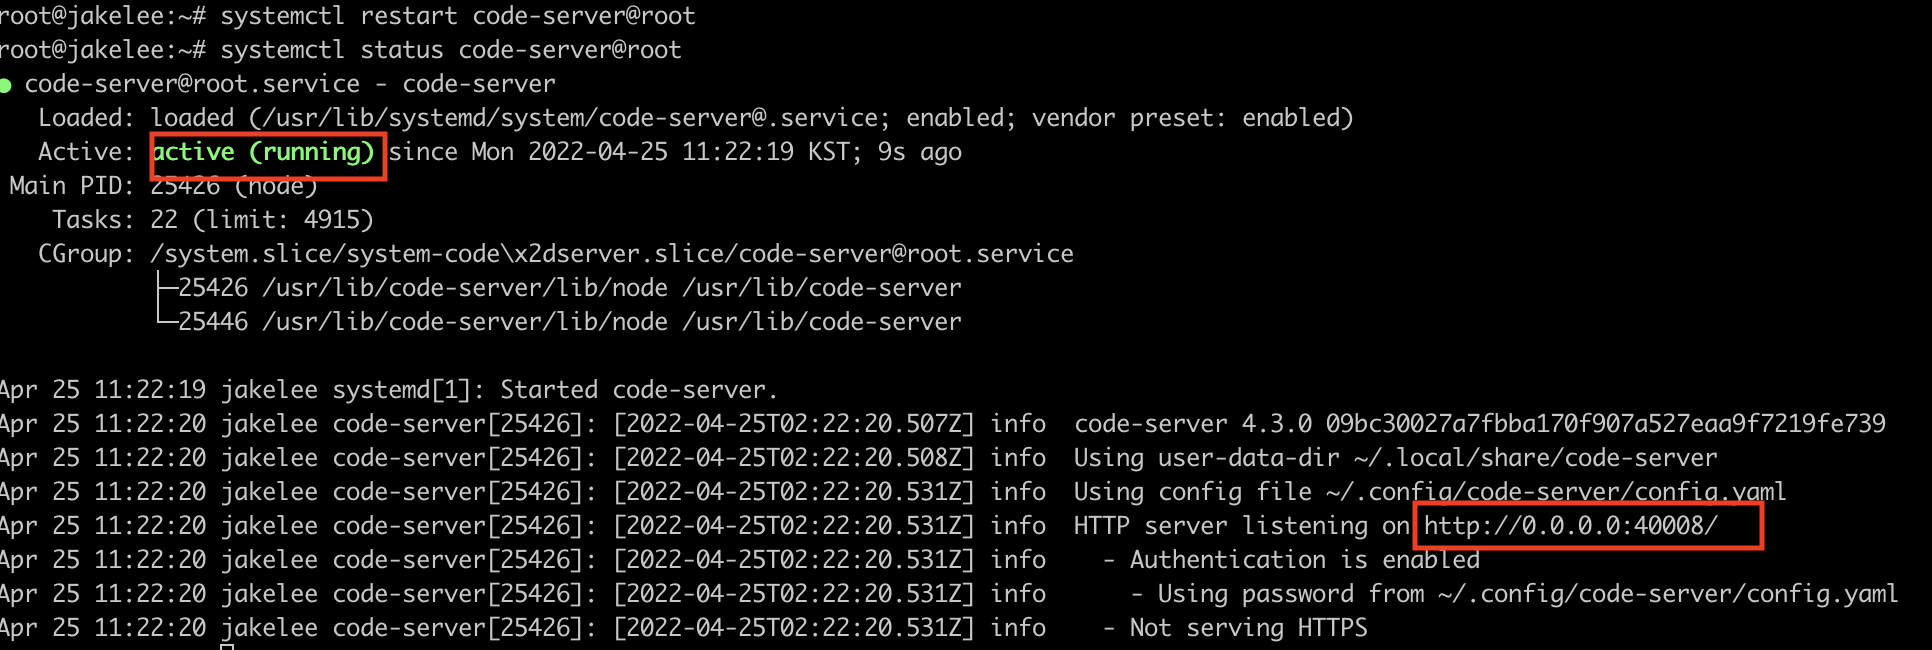 root@jakelee:~# systemctl restart code-server@root
root@jakelee:~# systemctl status code-server@root
● code-server@root.service - code-server
Loaded: loaded (/usr/lib/systemd/system/code-server@.service; enabled; vendor preset: enabled)
Active: active (running) since Mon 2022-04-25 11:22:19 KST; 9s ago
Main PID: 25426 (node)
Tasks: 22 (limit: 4915)
CGroup: /system.slice/system-code\x2dserver.slice/code-server@root.service
├─25426 /usr/lib/code-server/lib/node /usr/lib/code-server
└─25446 /usr/lib/code-server/lib/node /usr/lib/code-server
Apr 25 11:22:19 jakelee systemd[1]: Started code-server.
Apr 25 11:22:20 jakelee code-server[25426]: [2022-04-25T02:22:20.507Z] info  code-server 4.3.0 09bc30027a7fbba170f907a527eaa9f7219fe739
Apr 25 11:22:20 jakelee code-server[25426]: [2022-04-25T02:22:20.508Z] info  Using user-data-dir ~/.local/share/code-server
Apr 25 11:22:20 jakelee code-server[25426]: [2022-04-25T02:22:20.531Z] info  Using config file ~/.config/code-server/config.yaml
Apr 25 11:22:20 jakelee code-server[25426]: [2022-04-25T02:22:20.531Z] info  HTTP server listening on http://0.0.0.0:40008/
Apr 25 11:22:20 jakelee code-server[25426]: [2022-04-25T02:22:20.531Z] info    - Authentication is enabled
Apr 25 11:22:20 jakelee code-server[25426]: [2022-04-25T02:22:20.531Z] info      - Using password from ~/.config/code-server/config.yaml
Apr 25 11:22:20 jakelee code-server[25426]: [2022-04-25T02:22:20.531Z] info    - Not serving HTTPS